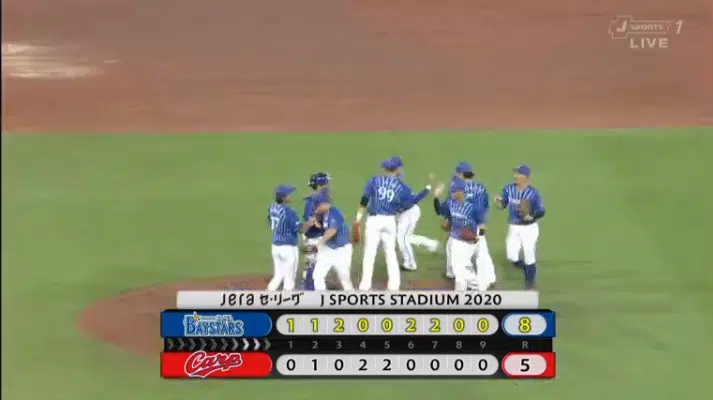 J SPORTS 1
LIVE
99
JERA セ・リーグ J SPORTS STADIUM 2020
BAYSTARS 1 1 2 0 0 2 2 0 0 8
1 2 3 4 5 6 7 8 9 R
Carp 0 1 0 2 2 0 0 0 0 5